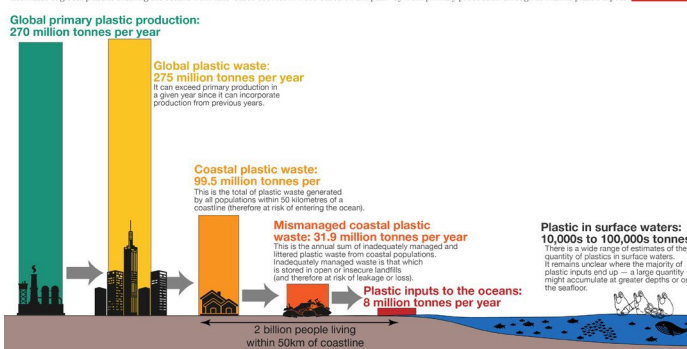 Global primary plastic production:
270 million tonnes per year
Global plastic waste:
275 million tonnes per year
It can exceed primary production in
a given year since it can incorporate
production from previous years.
Coastal plastic waste:
99.5 million tonnes per
This is the total of plastic waste generated
by all populations within 50 kilometres of a
coastline (therefore at risk of entering the ocean).
Mismanaged coastal plastic
waste: 31.9 million tonnes per year
This is the annual sum of inadequately managed and
littered plastic waste from coastal populations.
Inadequately managed waste is that which
is stored in open or insecure landfills
(and therefore at risk of leakage or loss).
Plastic inputs to the oceans:
8 million tonnes per year
Plastic in surface waters:
10,000s to 100,000s tonnes
There is a wide range of estimates of the
quantity of plastics in surface waters.
It remains unclear where the majority of
plastic inputs end up — a large quantity
might accumulate at greater depths or on
the seafloor.
2 billion people living
within 50km of coastline